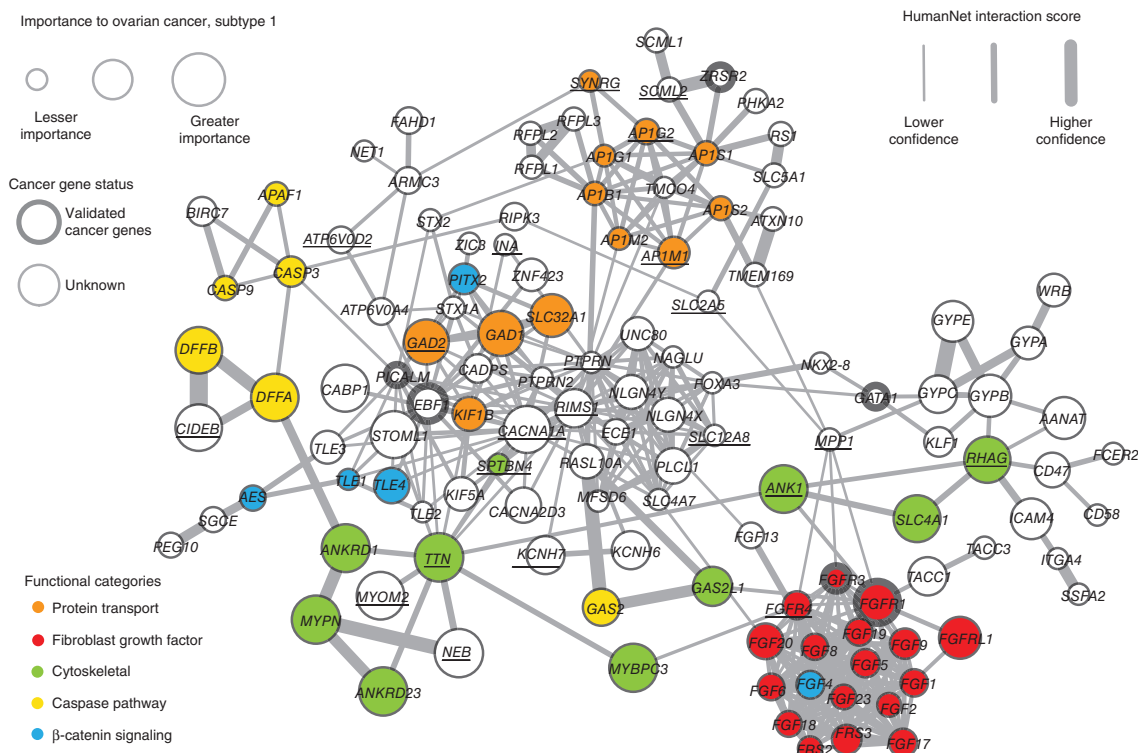 Importance to ovarian cancer, subtype 1
Lesser
importance
Greater
importance
HumanNet interaction score
Lower
confidence
Higher
confidence
Cancer gene status
Validated
cancer genes
Unknown
SCML1
ZRSR2
SYNRG
SCML2
PHKA2
RFPL3
RFPL2
AP1G2
RS1
FAHD1
NET1
AP1G1
AP1S1
RFPL1
SLC5A1
ARMC3
TMCO4
APAF1
AP1B1
BIRC7
STX2
RIPK3
AP1S2
ATXN10
ATP6V0D2
ZIC3
INA
AP1M2
AP1M1
CASP3
PITX2
ZNF423
TMEM169
CASP9
WRB
SLC2A5
ATP6V0A4
STX1A
SLC32A1
GYPE
GAD1
UNC80
GYPA
DFFB
GAD2
PTPRN
NAGLU
CADPS
NKX2-8
PICALM
PTPRN2
FOXA3
CABP1
NLGN4Y
GATA1
GYPC
GYPB
DFFA
EBF1
KIF1B
RIMS1
NLGN4X
AANAT
CIDEB
CACNA1A
ECE1
SLC12A8
MPP1
KLF1
TLE3
STOML1
RHAG
FCER2
SPTBN4
RASL10A
PLCL1
CD47
TLE1
TLE4
KIF5A
ANK1
AES
MFSD6
SLC4A7
TLE2
CACNA2D3
SLC4A1
ICAM4
CD58
SGCE
PEG10
FGF13
ANKRD1
TTN
KCNH7
KCNH6
TACC3
ITGA4
FGFR3
TACC1
MYOM2
GAS2L1
SSFA2
GAS2
FGFR4
FGFR1
MYPN
FGF19
FGF20
FGF8
FGF9
FGFRL1
NEB
FGF5
MYBPC3
ANKRD23
FGF6
FGF4
FGF1
FGF23
FGF2
FGF18
FRS3
FRS2
FGF17
Functional categories
Protein transport
Fibroblast growth factor
Cytoskeletal
Caspase pathway
β-catenin signaling